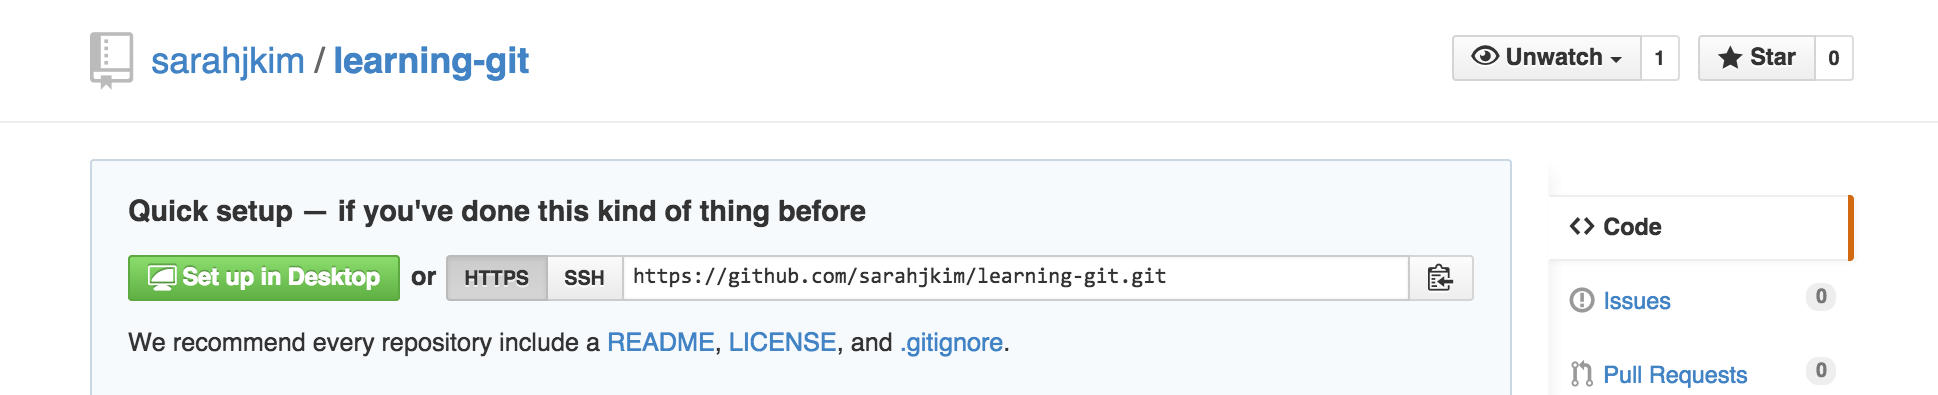 sarahjkim / learning-git
Unwatch 1 Star 0
Quick setup — if you've done this kind of thing before
Set up in Desktop or HTTPS SSH https://github.com/sarahjkim/learning-git.git
We recommend every repository include a README, LICENSE, and .gitignore.
Code
Issues 0
Pull Requests 0